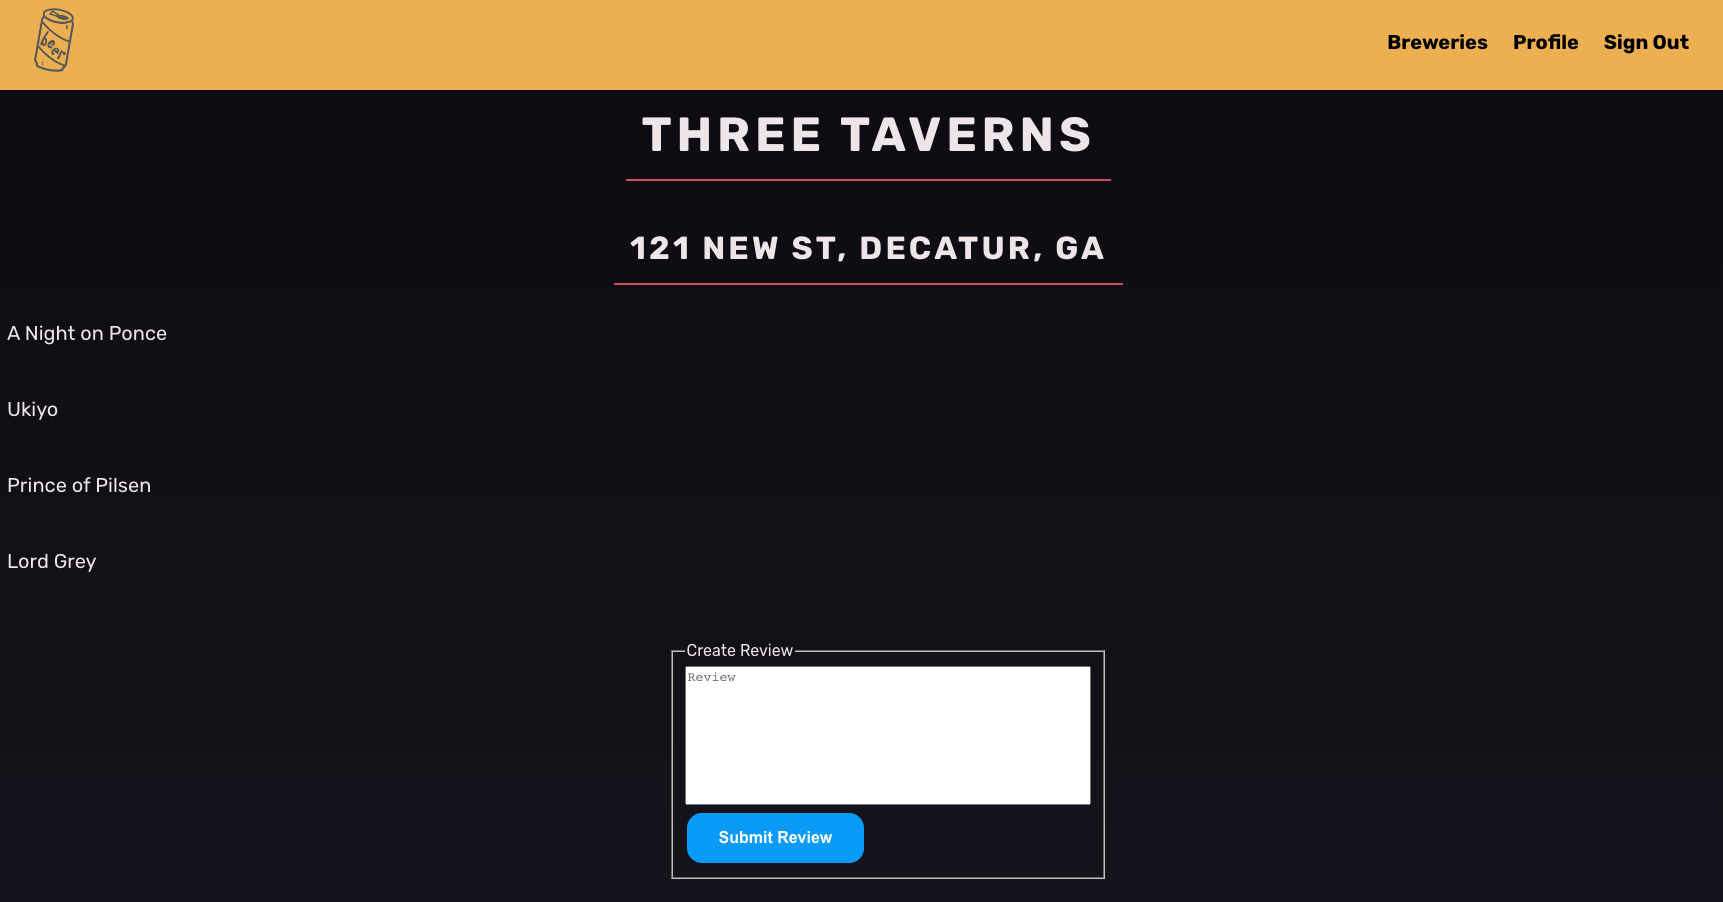 beer
Breweries Profile Sign Out
THREE TAVERNS
121 NEW ST, DECATUR, GA
A Night on Ponce
Ukiyo
Prince of Pilsen
Lord Grey
Create Review
Review
Submit Review